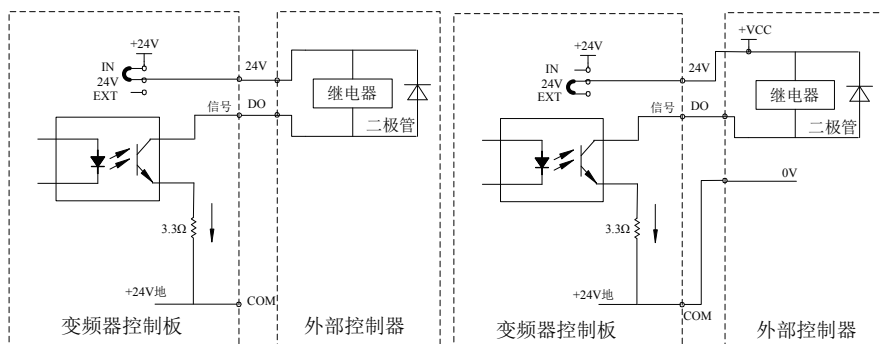 +24V
IN
24V
EXT
24V
继电器
信号
DO
二极管
3.3Ω
+24V地
COM
变频器控制板
外部控制器
+24V
+VCC
IN
24V
EXT
24V
继电器
信号
DO
二极管
0V
3.3Ω
+24V地
COM
变频器控制板
外部控制器